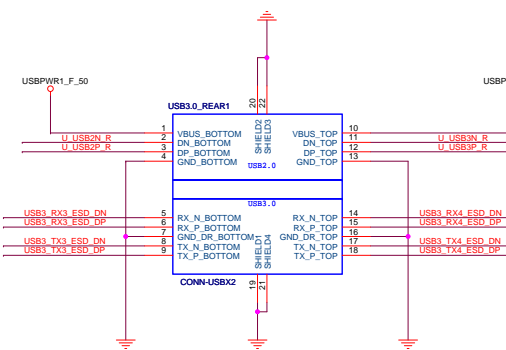 USBPWR1_F_50
USBP
20
22
USB3.0_REAR1
1 VBUS_BOTTOM SHIELD2 SHIELD3 VBUS_TOP 10
U_USB2N_R 2 DN_BOTTOM DN_TOP 11 U_USB3N_R
U_USB2P_R 3 DP_BOTTOM DP_TOP 12 U_USB3P_R
4 GND_BOTTOM GND_TOP 13
USB2.0
USB3.0
USB3_RX3_ESD_DN 5 RX_N_BOTTOM RX_N_TOP 14 USB3_RX4_ESD_DN
USB3_RX3_ESD_DP 6 RX_P_BOTTOM RX_P_TOP 15 USB3_RX4_ESD_DP
7 GND_DR_BOTTOM GND_DR_TOP 16
USB3_TX3_ESD_DN 8 TX_N_BOTTOM SHIELD1 SHIELD4 TX_N_TOP 17 USB3_TX4_ESD_DN
USB3_TX3_ESD_DP 9 TX_P_BOTTOM TX_P_TOP 18 USB3_TX4_ESD_DP
CONN-USBX2
19
21